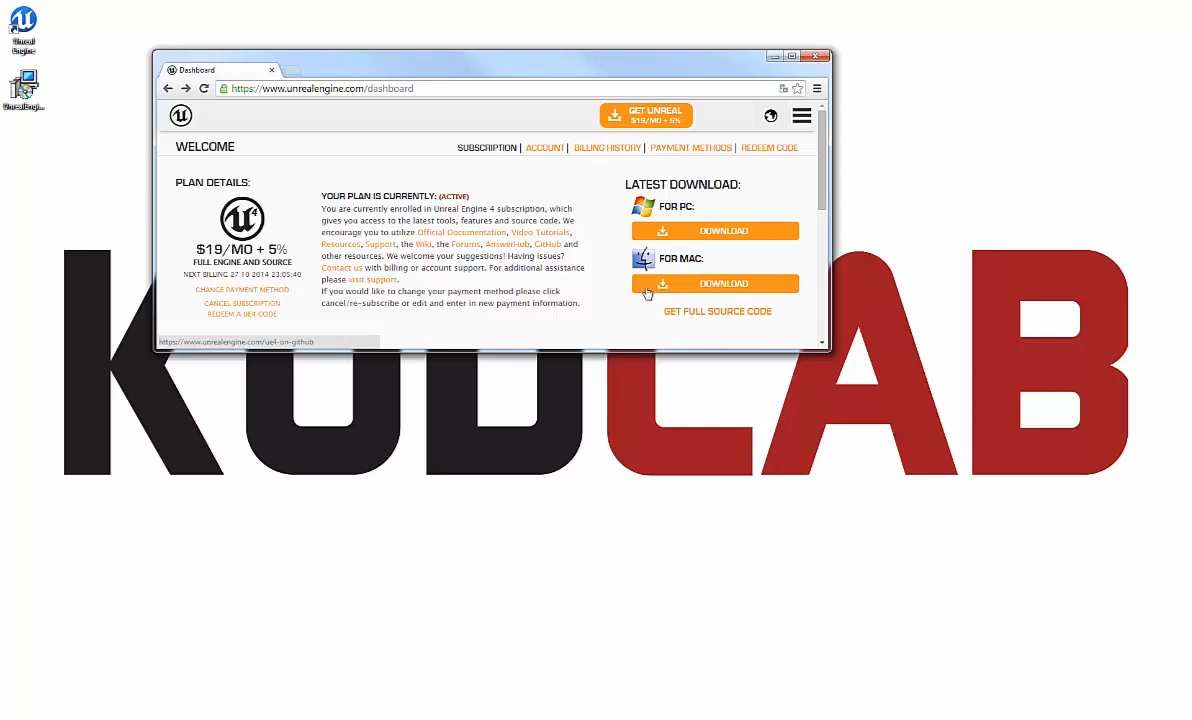 Unreal
Engine
UnrealEngi...
Dashboard
https://www.unrealengine.com/dashboard
GET UNREAL
$19/MO + 5%
WELCOME
SUBSCRIPTION | ACCOUNT | BILLING HISTORY | PAYMENT METHODS | REDEEM CODE
PLAN DETAILS:
$19/MO + 5%
FULL ENGINE AND SOURCE
NEXT BILLING 27 10 2014 23:05:40
CHANGE PAYMENT METHOD
CANCEL SUBSCRIPTION
REDEEM A UE4 CODE
YOUR PLAN IS CURRENTLY: (ACTIVE)
You are currently enrolled in Unreal Engine 4 subscription, which
gives you access to the latest tools, features and source code. We
encourage you to utilize Official Documentation, Video Tutorials,
Resources, Support, the Wiki, the Forums, AnswerHub, GitHub and
other resources. We welcome your suggestions! Having issues?
Contact us with billing or account support. For additional assistance
please visit support.
If you would like to change your payment method please click
cancel/re-subscribe or edit and enter in new payment information.
LATEST DOWNLOAD:
FOR PC:
DOWNLOAD
FOR MAC:
DOWNLOAD
GET FULL SOURCE CODE
https://www.unrealengine.com/ue4-on-github
KODLAB